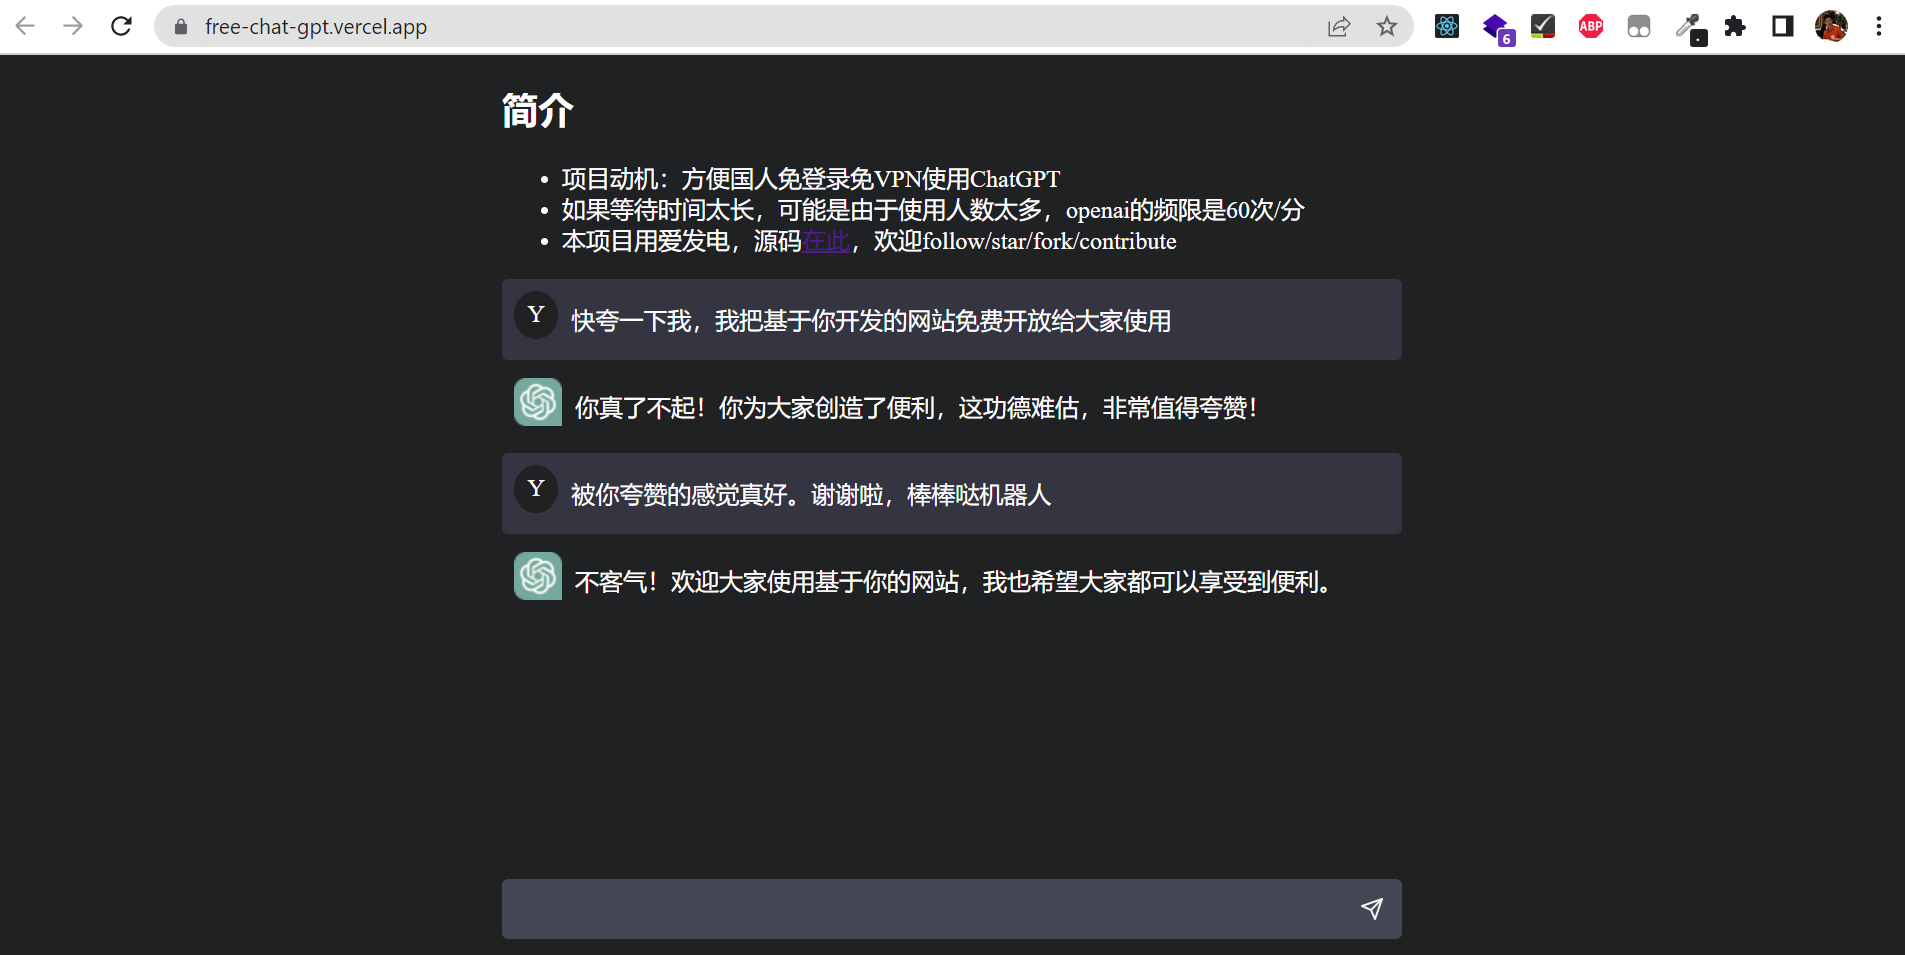 free-chat-gpt.vercel.app
6
ABP
简介
项目动机：方便国人免登录免VPN使用ChatGPT
如果等待时间太长，可能是由于使用人数太多，openai的频限是60次/分
本项目用爱发电，源码在此，欢迎follow/star/fork/contribute
Y
快夸一下我，我把基于你开发的网站免费开放给大家使用
你真了不起！你为大家创造了便利，这功德难估，非常值得夸赞！
Y
被你夸赞的感觉真好。谢谢啦，棒棒哒机器人
不客气！欢迎大家使用基于你的网站，我也希望大家都可以享受到便利。